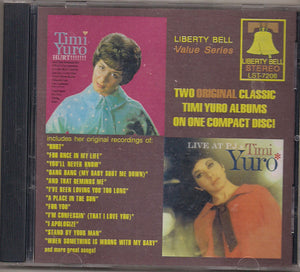 Timi
Yuro
HURT!!!!!!!
LIBERTY BELL
Value Series
LIBERTY BELL
STEREO
LST-7208
TWO ORIGINAL CLASSIC
TIMI YURO ALBUMS
ON ONE COMPACT DISC!
includes her original recordings of:
"HURT"
"FOR ONCE IN MY LIFE"
"YOU'LL NEVER KNOW"
"BANG BANG (MY BABY SHOT ME DOWN)"
"AND THAT REMINDS ME"
"I'VE BEEN LOVING YOU TOO LONG"
"A PLACE IN THE SUN"
"FOR YOU"
"I'M CONFESSIN' (THAT I LOVE YOU)"
"I APOLOGIZE"
"STAND BY YOUR MAN"
"WHEN SOMETHING IS WRONG WITH MY BABY"
and more great songs!
LIVE AT P.J.'s
Timi
Yuro